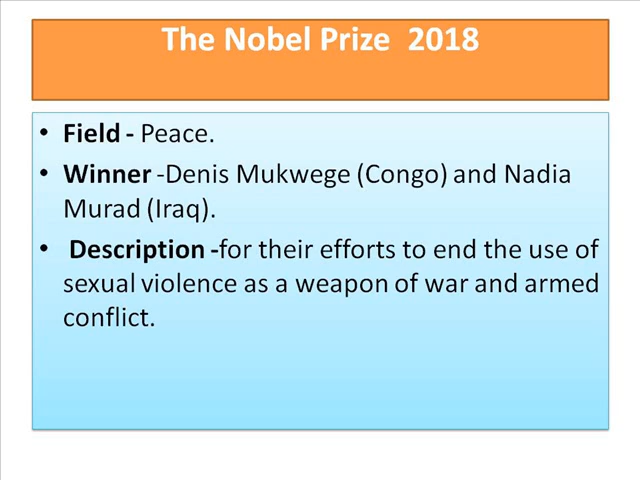 The Nobel Prize  2018
• Field - Peace.
• Winner -Denis Mukwege (Congo) and Nadia
Murad (Iraq).
•  Description -for their efforts to end the use of
sexual violence as a weapon of war and armed
conflict.